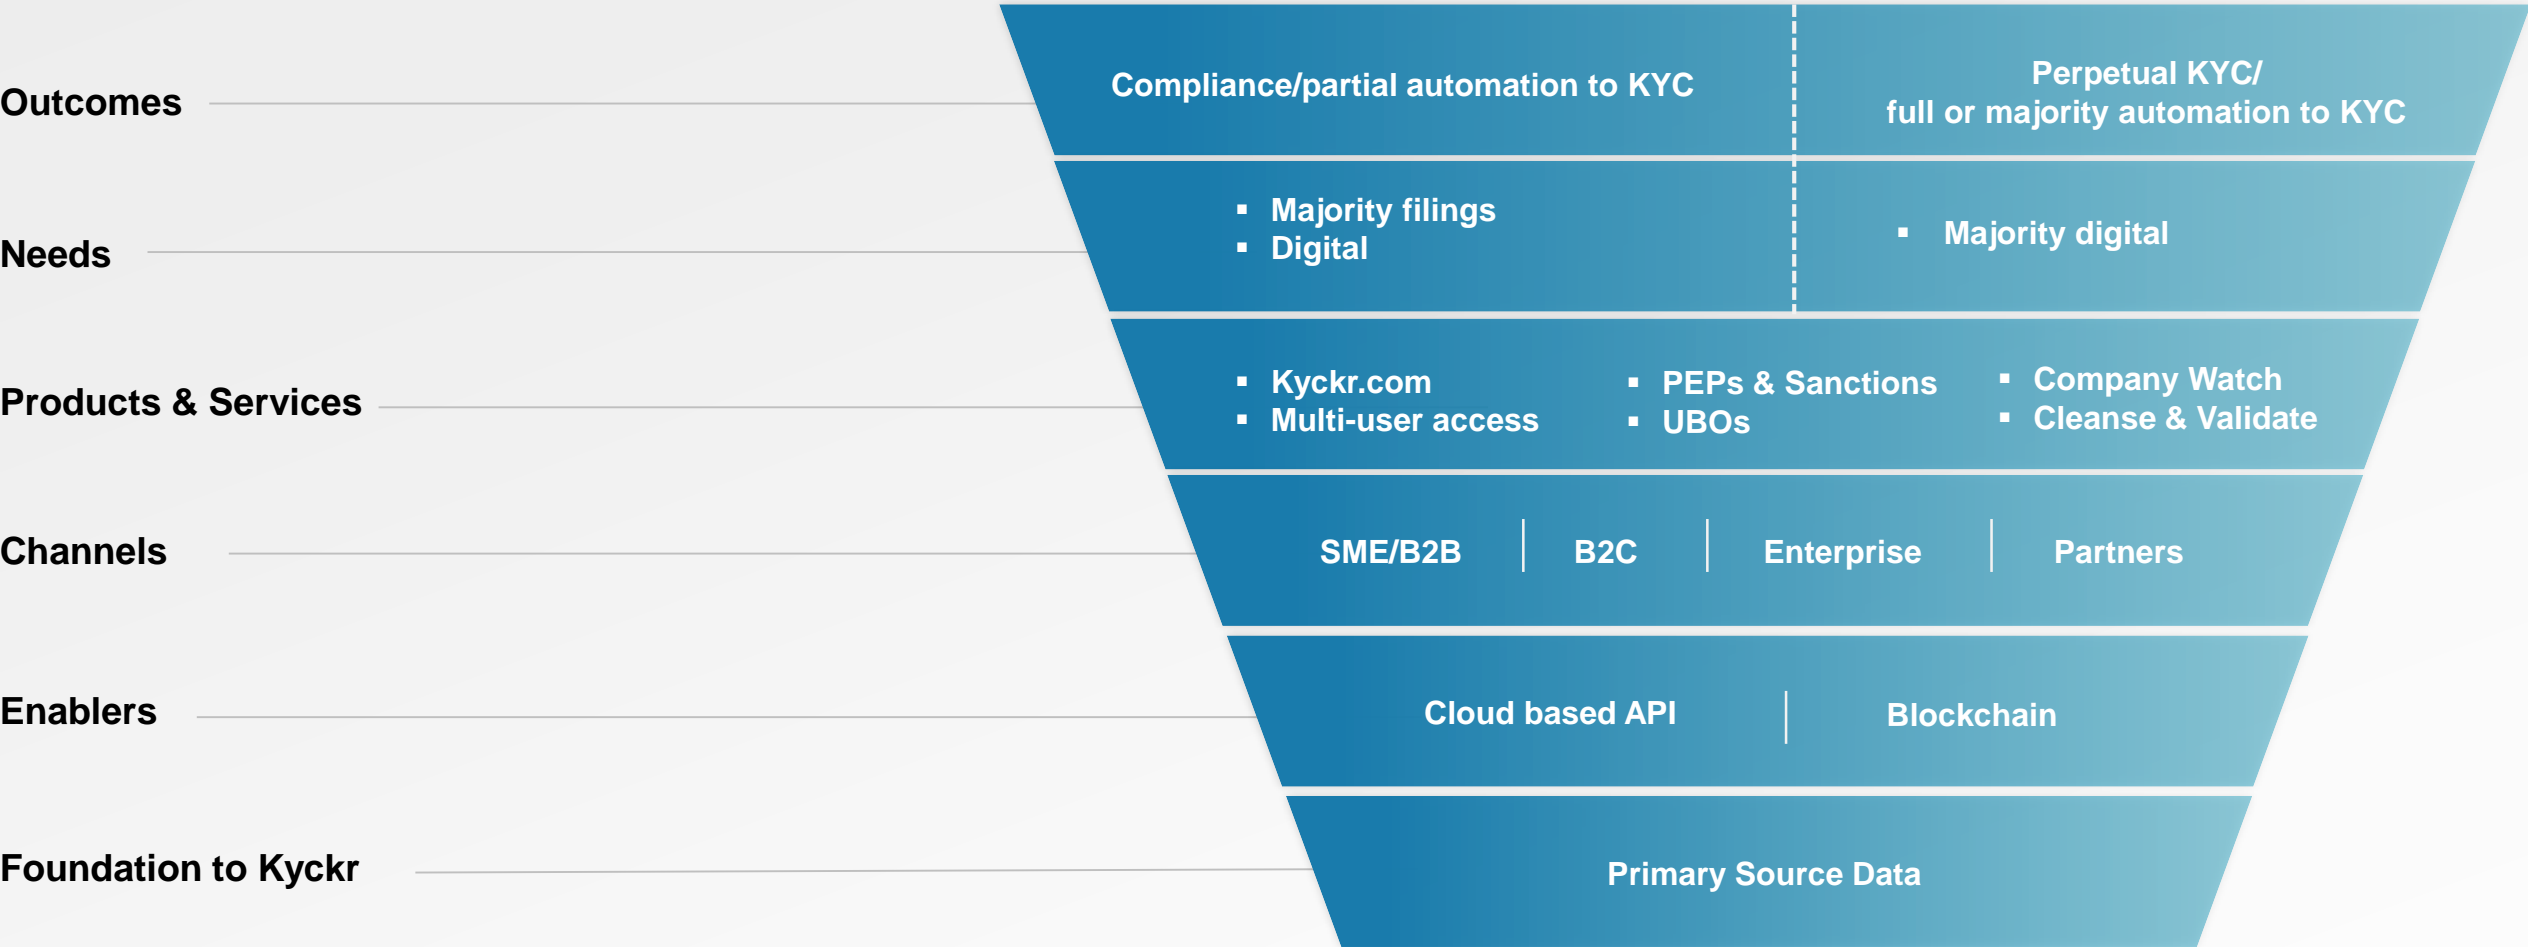 Outcomes
Compliance/partial automation to KYC
Perpetual KYC/
full or majority automation to KYC
Needs
▪ Majority filings
▪ Digital
▪ Majority digital
Products & Services
▪ Kyckr.com
▪ Multi-user access
▪ PEPs & Sanctions
▪ UBOs
▪ Company Watch
▪ Cleanse & Validate
Channels
SME/B2B
B2C
Enterprise
Partners
Enablers
Cloud based API
Blockchain
Foundation to Kyckr
Primary Source Data